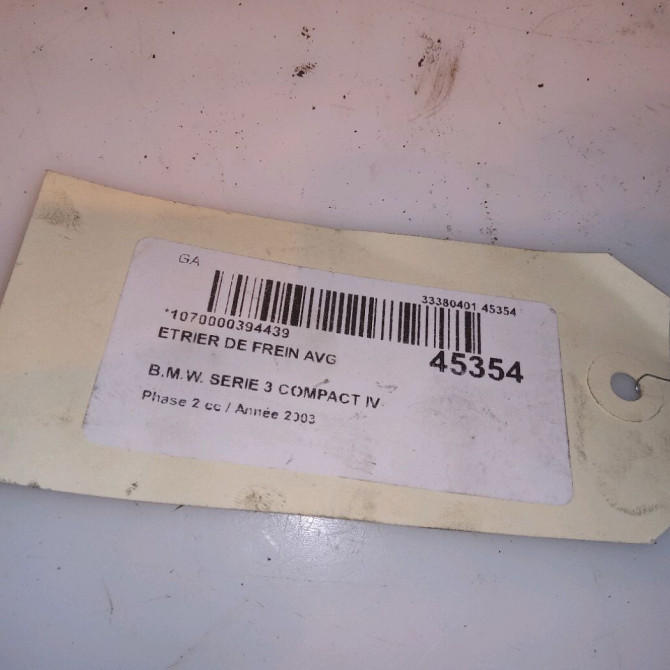 GA
33380401 45354
*1070000394439
ETRIER DE FREIN AVG
45354
B.M.W. SERIE 3 COMPACT IV
Phase 2 cc / Année 2003